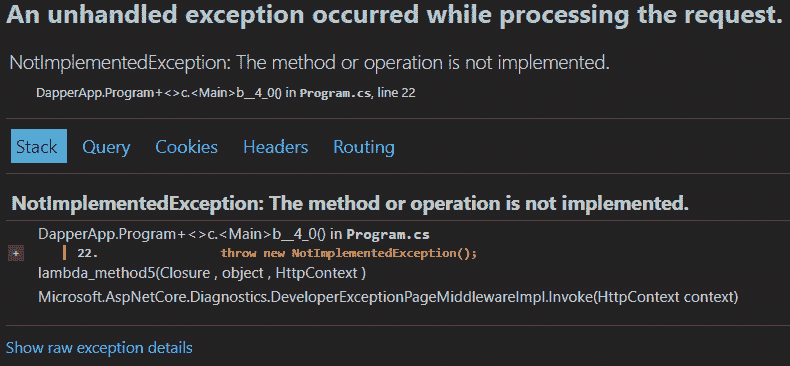 An unhandled exception occurred while processing the request.
NotImplementedException: The method or operation is not implemented.
DapperApp.Program+<>c.<Main>b__4_0() in Program.cs, line 22
Stack Query Cookies Headers Routing
NotImplementedException: The method or operation is not implemented.
DapperApp.Program+<>c.<Main>b__4_0() in Program.cs
+ 22. throw new NotImplementedException();
lambda_method5(Closure , object , HttpContext )
Microsoft.AspNetCore.Diagnostics.DeveloperExceptionPageMiddlewareImpl.Invoke(HttpContext context)
Show raw exception details